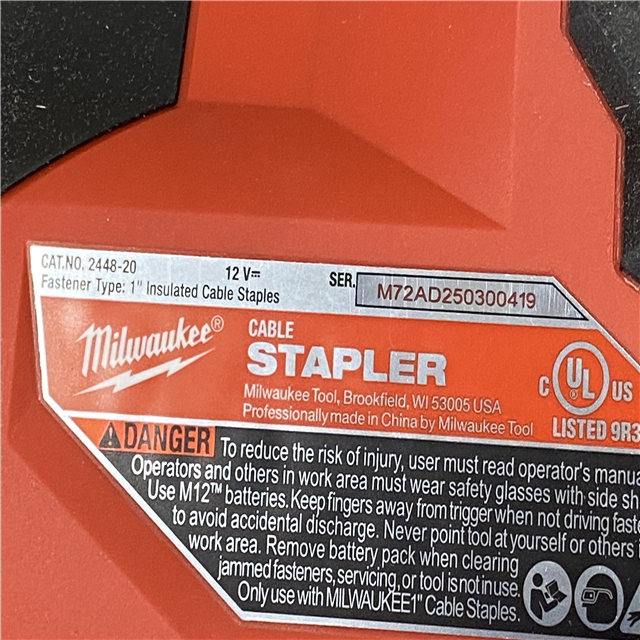 CAT.NO. 2448-20 12 V⎓ SER. M72AD250300419
Fastener Type: 1" Insulated Cable Staples
Milwaukee®
CABLE
STAPLER
Milwaukee Tool, Brookfield, WI 53005 USA
Professionally made in China by Milwaukee Tool
C UL US
LISTED 9R3
DANGER To reduce the risk of injury, user must read operator's
Operators and others in work area must wear safety glasses with side
Use M12™ batteries. Keep fingers away from trigger when not driving
to avoid accidental discharge. Never point tool at yourself or others
work area. Remove battery pack when clearing
jammed fasteners, servicing, or tool is not in use.
Only use with MILWAUKEE 1" Cable Staples.